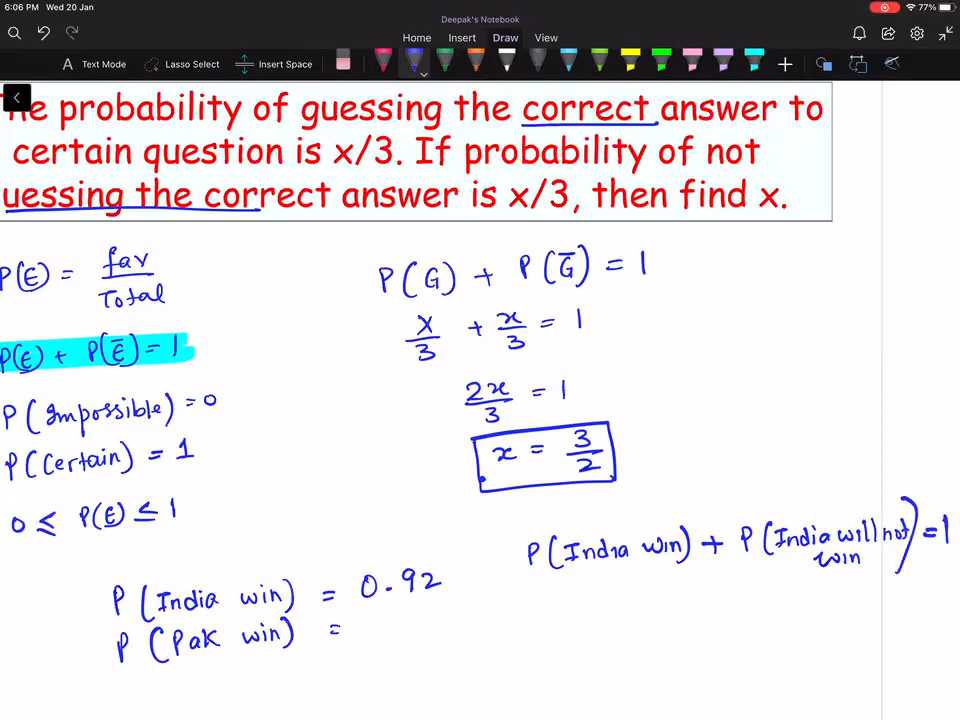 6:06 PM Wed 20 Jan
77%
Deepak's Notebook
Home Insert Draw View
Text Mode Lasso Select Insert Space
he probability of guessing the correct answer to
certain question is x/3. If probability of not
uessing the correct answer is x/3, then find x.
P(E) = fav/Total
P(E) + P(E̅) = 1
P(Impossible) = 0
P(Certain) = 1
0 ≤ P(E) ≤ 1
P(G) + P(G̅) = 1
x/3 + x/3 = 1
2x/3 = 1
x = 3/2
P(India win) + P(India will not win) = 1
P(India win) = 0.92
P(Pak win) =